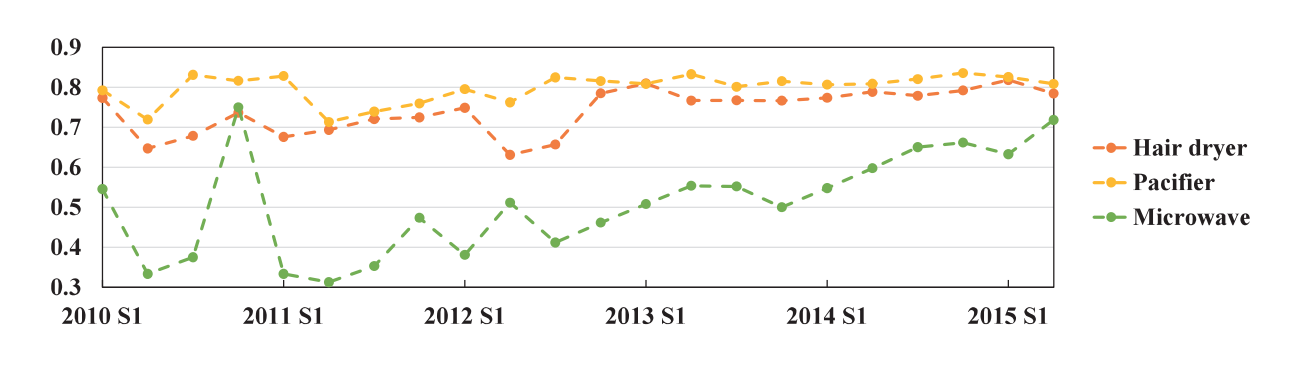 0.9
0.8
0.7
0.6
0.5
0.4
0.3
2010 S1
2011 S1
2012 S1
2013 S1
2014 S1
2015 S1
Hair dryer
Pacifier
Microwave